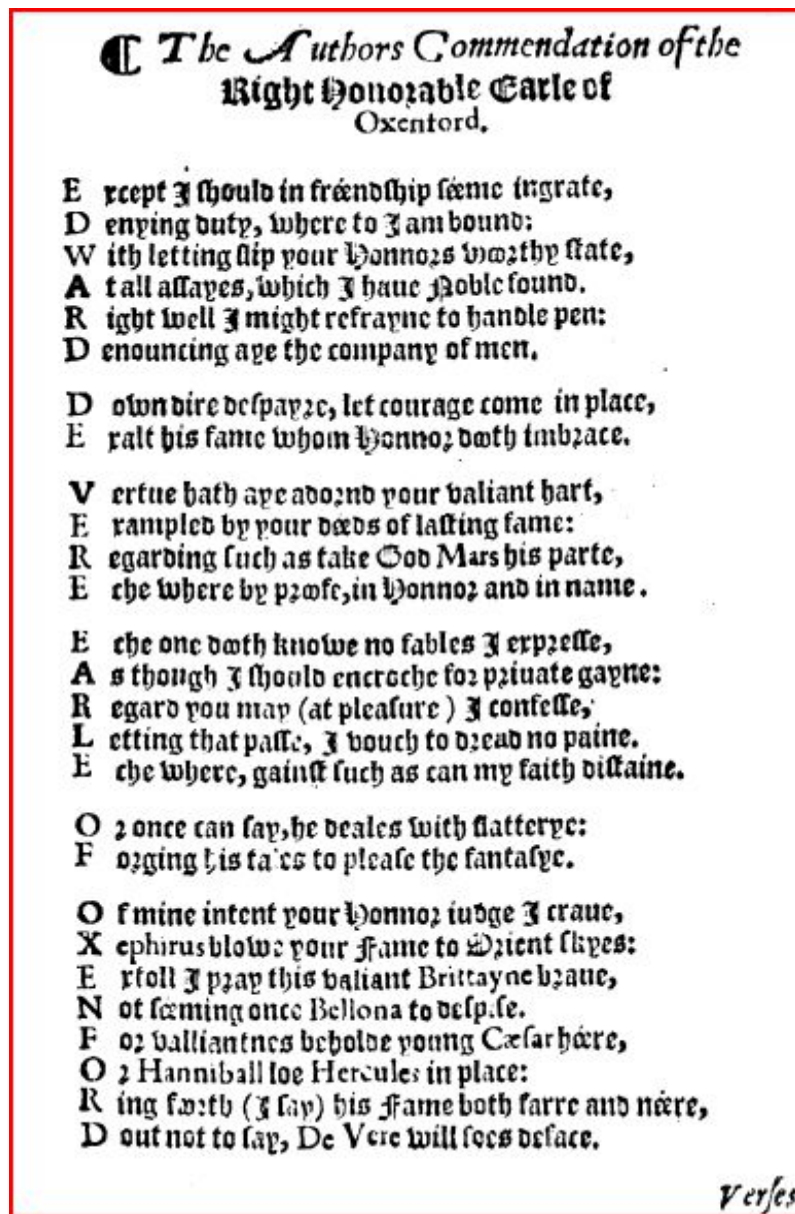 ☾ The Authors Commendation of the
Right Honorable Earle of
Oxentord.
E xcept I should in fréendship séeme ingrate,
D enying duty, where to I am bound:
W ith letting slip your Honnors woorthy state,
A t all assayes, which I haue Noble found.
R ight well I might refrayne to handle pen:
D enouncing aye the company of men.
D own dire despayre, let courage come in place,
E xalt his fame whom Honnor dooth imbrace.
V ertue hath aye adornd your valiant hart,
E xampled by your déeds of lasting fame:
R egarding such as take God Mars his parte,
E che where by proofe, in Honnor and in name.
E che one dooth knowe no fables I expresse,
A s though I should encroche for priuate gayne:
R egard you may (at pleasure) I confesse,
L etting that passe, I vouch to dread no paine.
E che where, gainst such as can my faith distaine.
O r once can say, he deales with flatterye:
F orging his tales to please the fantasye.
O f mine intent your Honnor iudge I craue,
X ephirus blowe your Fame to Orient skyes:
E xtoll I pray this valiant Brittayne braue,
N ot séeming once Bellona to despise.
F or valliantnes beholde young Cæsar héere,
O r Hanniball loe Hercules in place:
R ing foorth (I say) his Fame both farre and néere,
D out not to say, De Vere will foes deface.
Verses